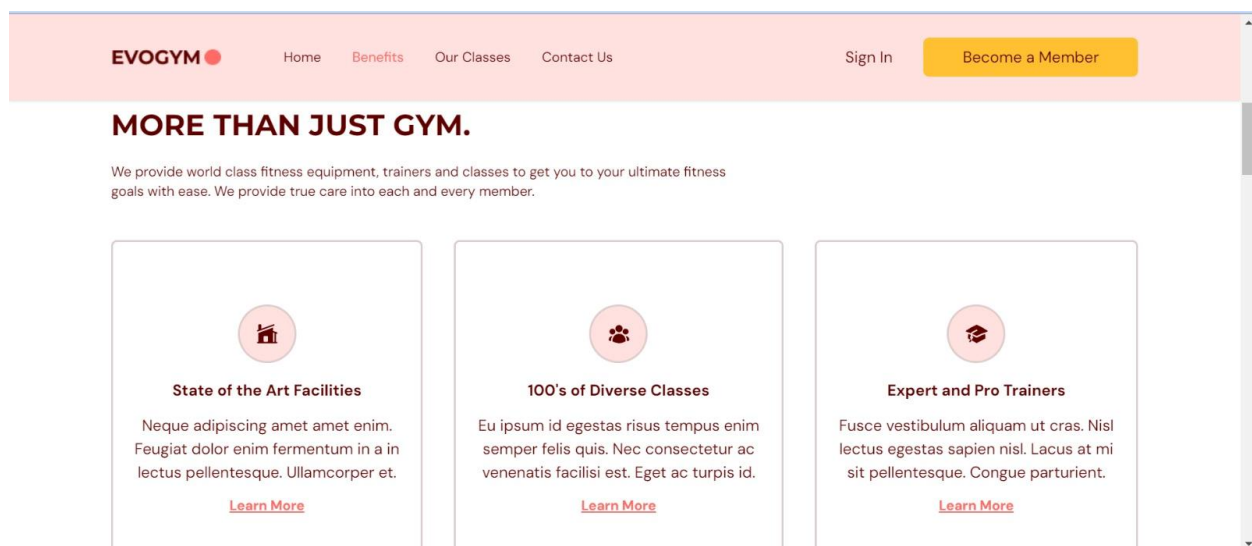 EVOGYM
Home Benefits Our Classes Contact Us Sign In Become a Member
MORE THAN JUST GYM.
We provide world class fitness equipment, trainers and classes to get you to your ultimate fitness
goals with ease. We provide true care into each and every member.
State of the Art Facilities
Neque adipiscing amet amet enim.
Feugiat dolor enim fermentum in a in
lectus pellentesque. Ullamcorper et.
Learn More
100's of Diverse Classes
Eu ipsum id egestas risus tempus enim
semper felis quis. Nec consectetur ac
venenatis facilisi est. Eget ac turpis id.
Learn More
Expert and Pro Trainers
Fusce vestibulum aliquam ut cras. Nisl
lectus egestas sapien nisl. Lacus at mi
sit pellentesque. Congue parturient.
Learn More